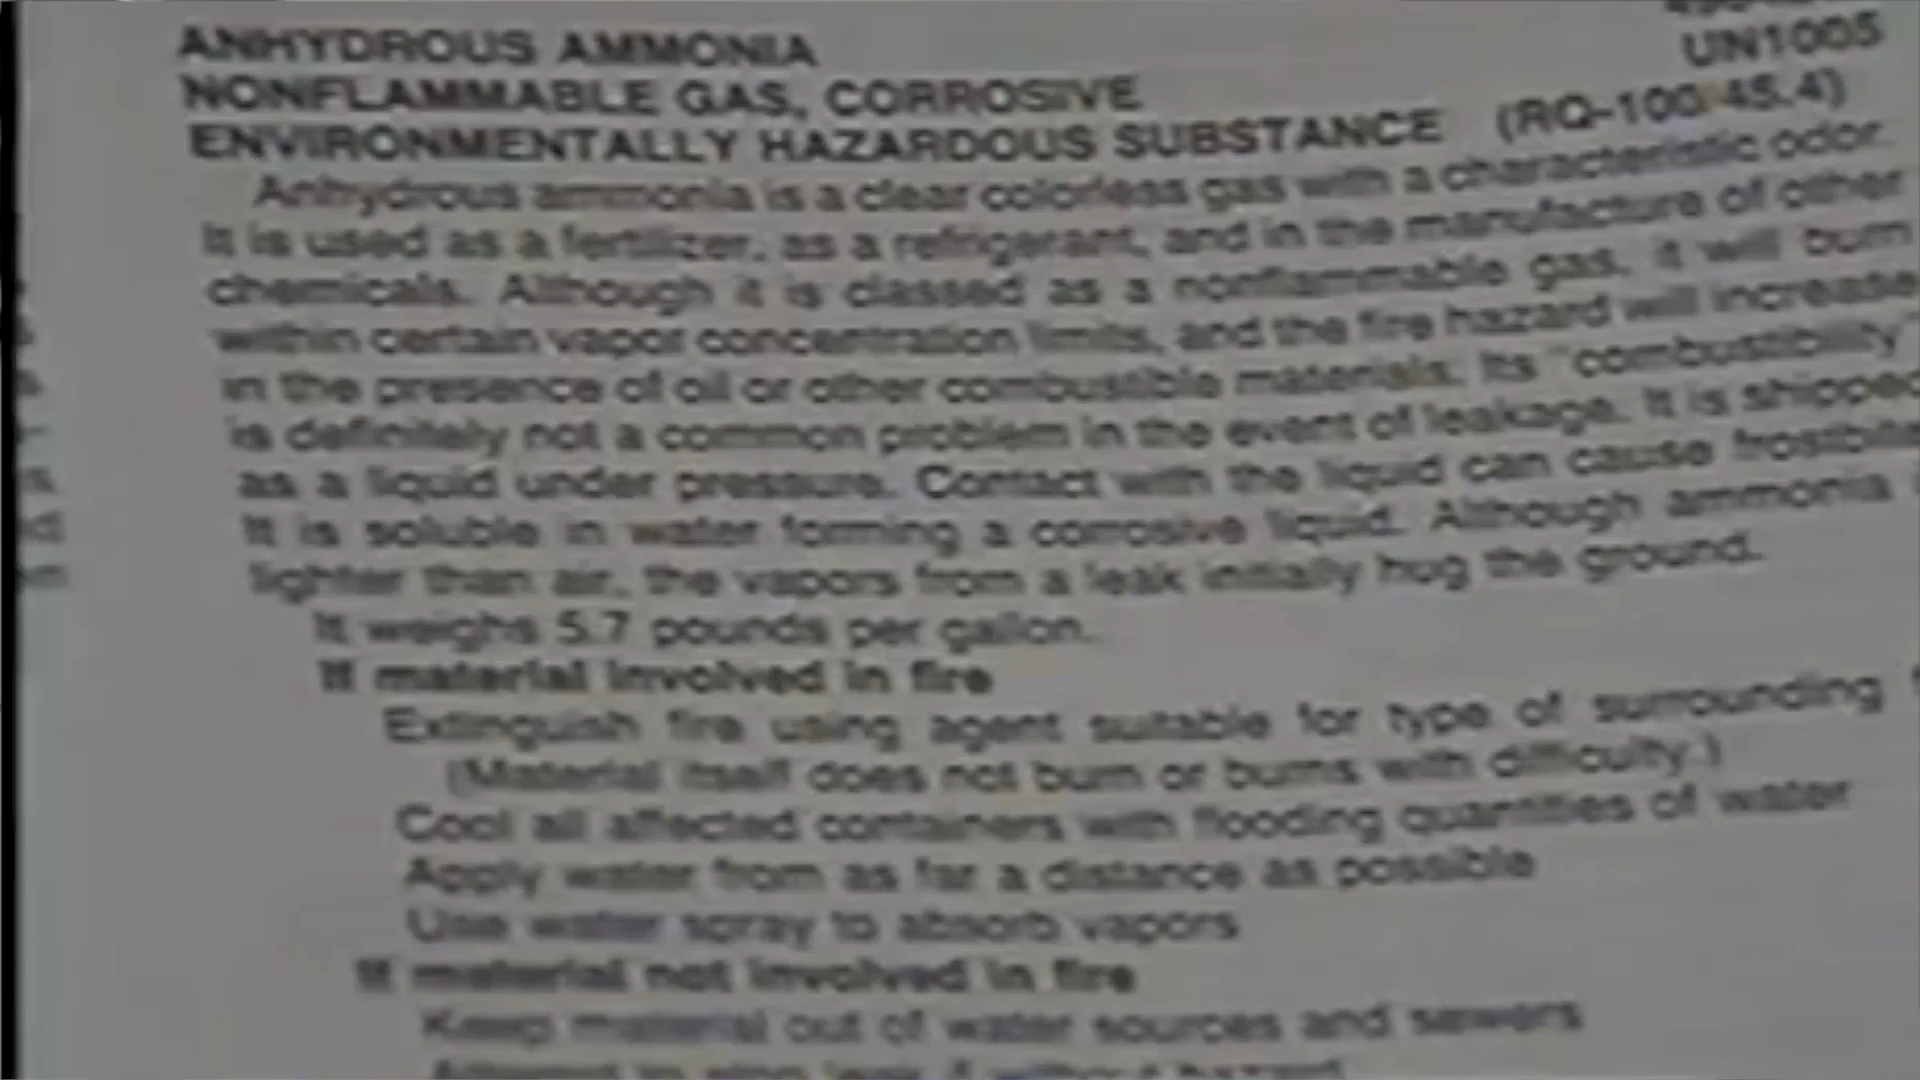 ANHYDROUS AMMONIA
UN1005
NONFLAMMABLE GAS, CORROSIVE
ENVIRONMENTALLY HAZARDOUS SUBSTANCE (RQ-100/45.4)
Anhydrous ammonia is a clear colorless gas with a characteristic odor.
It is used as a fertilizer, as a refrigerant, and in the manufacture of other
chemicals. Although it is classed as a nonflammable gas, it will burn
within certain vapor concentration limits, and the fire hazard will increase
in the presence of oil or other combustible materials. Its "combustibility"
is definitely not a common problem in the event of leakage. It is shipped
as a liquid under pressure. Contact with the liquid can cause frostbite
It is soluble in water forming a corrosive liquid. Although ammonia
lighter than air, the vapors from a leak initially hug the ground.
It weighs 5.7 pounds per gallon.
If material involved in fire
Extinguish fire using agent suitable for type of surrounding
(Material itself does not burn or burns with difficulty.)
Cool all affected containers with flooding quantities of water
Apply water from as far a distance as possible
Use water spray to absorb vapors
If material not involved in fire
Keep material out of water sources and sewers
Attempt to stop leak if without hazard